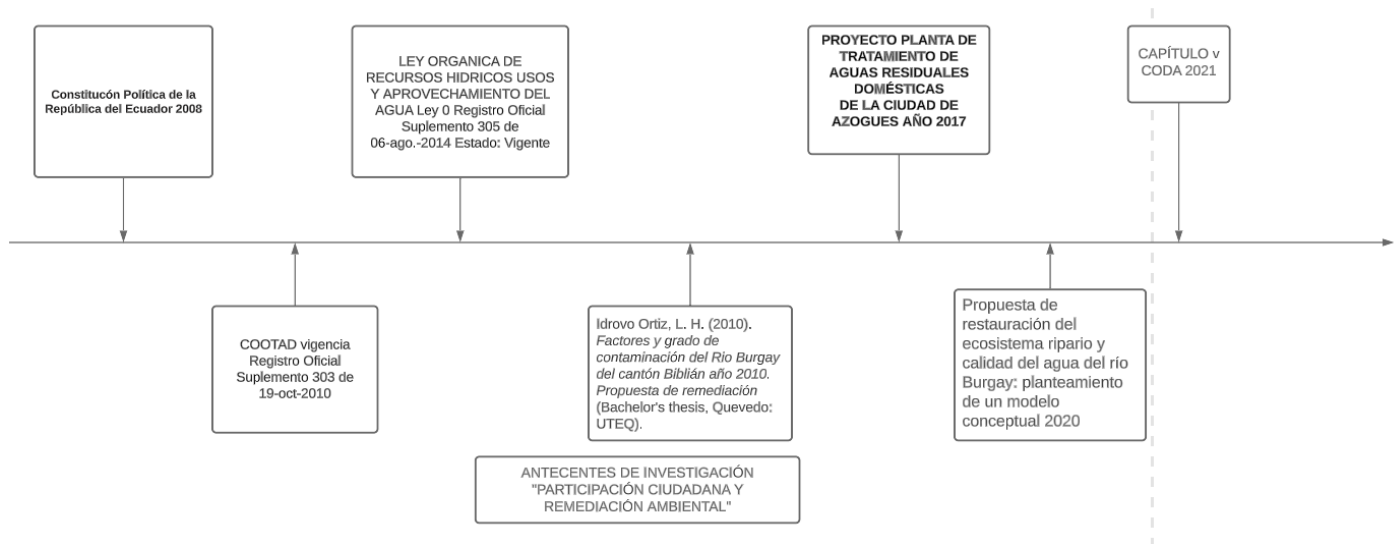 Constitucón Política de la
República del Ecuador 2008
LEY ORGANICA DE
RECURSOS HIDRICOS USOS
Y APROVECHAMIENTO DEL
AGUA Ley 0 Registro Oficial
Suplemento 305 de
06-ago.-2014 Estado: Vigente
PROYECTO PLANTA DE
TRATAMIENTO DE
AGUAS RESIDUALES
DOMÉSTICAS
DE LA CIUDAD DE
AZOGUES AÑO 2017
CAPÍTULO v
CODA 2021
COOTAD vigencia
Registro Oficial
Suplemento 303 de
19-oct-2010
Idrovo Ortiz, L. H. (2010).
Factores y grado de
contaminación del Rio Burgay
del cantón Biblián año 2010.
Propuesta de remediación
(Bachelor's thesis, Quevedo:
UTEQ).
Propuesta de
restauración del
ecosistema ripario y
calidad del agua del río
Burgay: planteamiento
de un modelo
conceptual 2020
ANTECENTES DE INVESTIGACIÓN
"PARTICIPACIÓN CIUDADANA Y
REMEDIACIÓN AMBIENTAL"